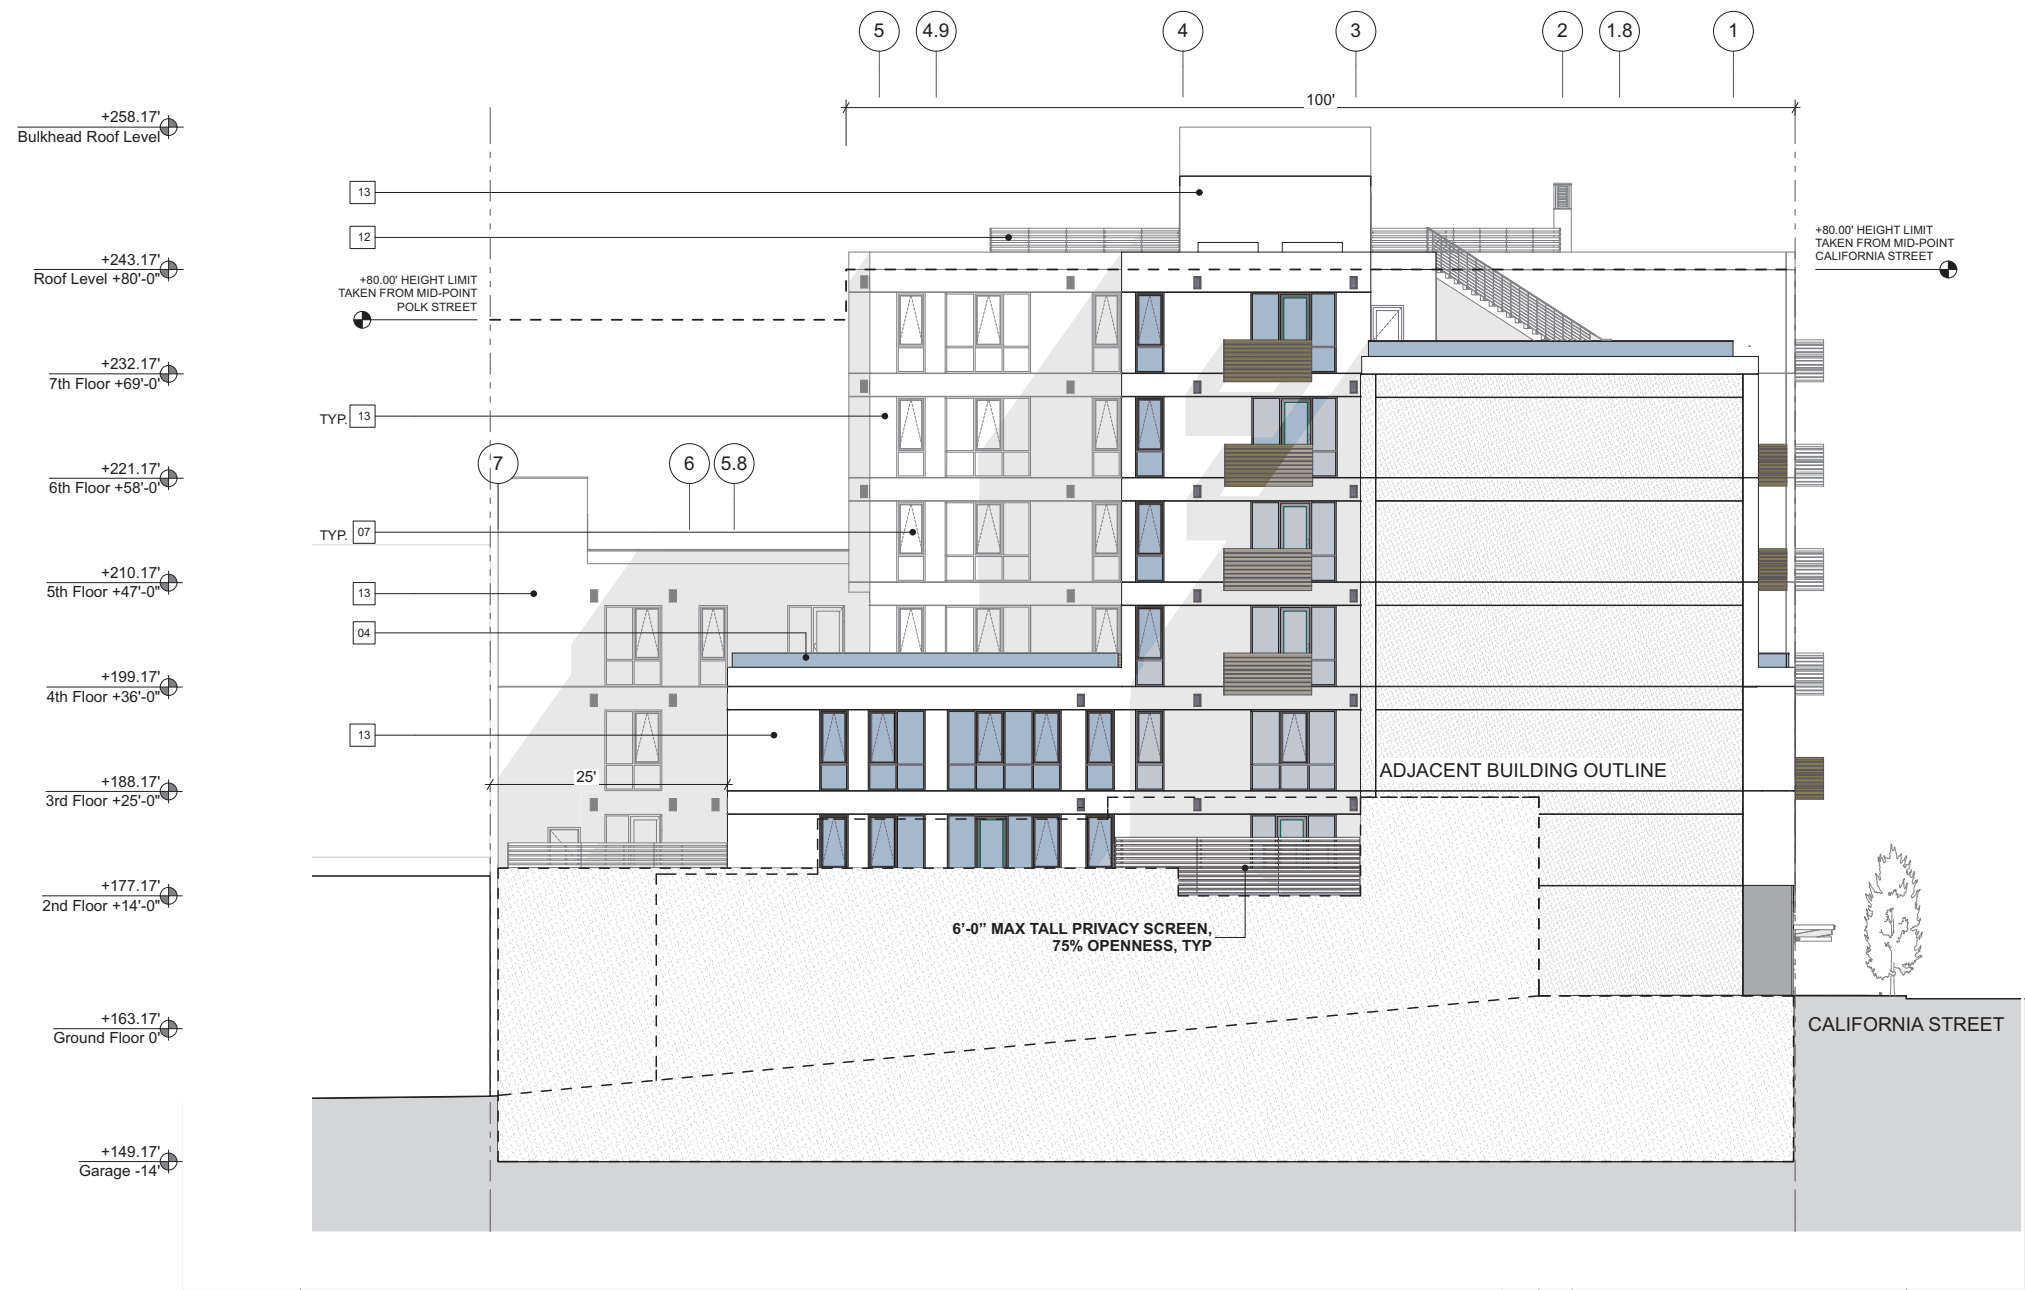 5 4.9 4 3 2 1.8 1
100'
+258.17'
Bulkhead Roof Level
13
12
+243.17'
Roof Level +80'-0"
+80.00' HEIGHT LIMIT
TAKEN FROM MID-POINT
POLK STREET
+80.00' HEIGHT LIMIT
TAKEN FROM MID-POINT
CALIFORNIA STREET
+232.17'
7th Floor +69'-0"
TYP. 13
7 6 5.8
+221.17'
6th Floor +58'-0"
TYP. 07
+210.17'
5th Floor +47'-0"
13
04
+199.17'
4th Floor +36'-0"
13
ADJACENT BUILDING OUTLINE
25'
+188.17'
3rd Floor +25'-0"
+177.17'
2nd Floor +14'-0"
6’-0” MAX TALL PRIVACY SCREEN,
75% OPENNESS, TYP
+163.17'
Ground Floor 0'
CALIFORNIA STREET
+149.17'
Garage -14'